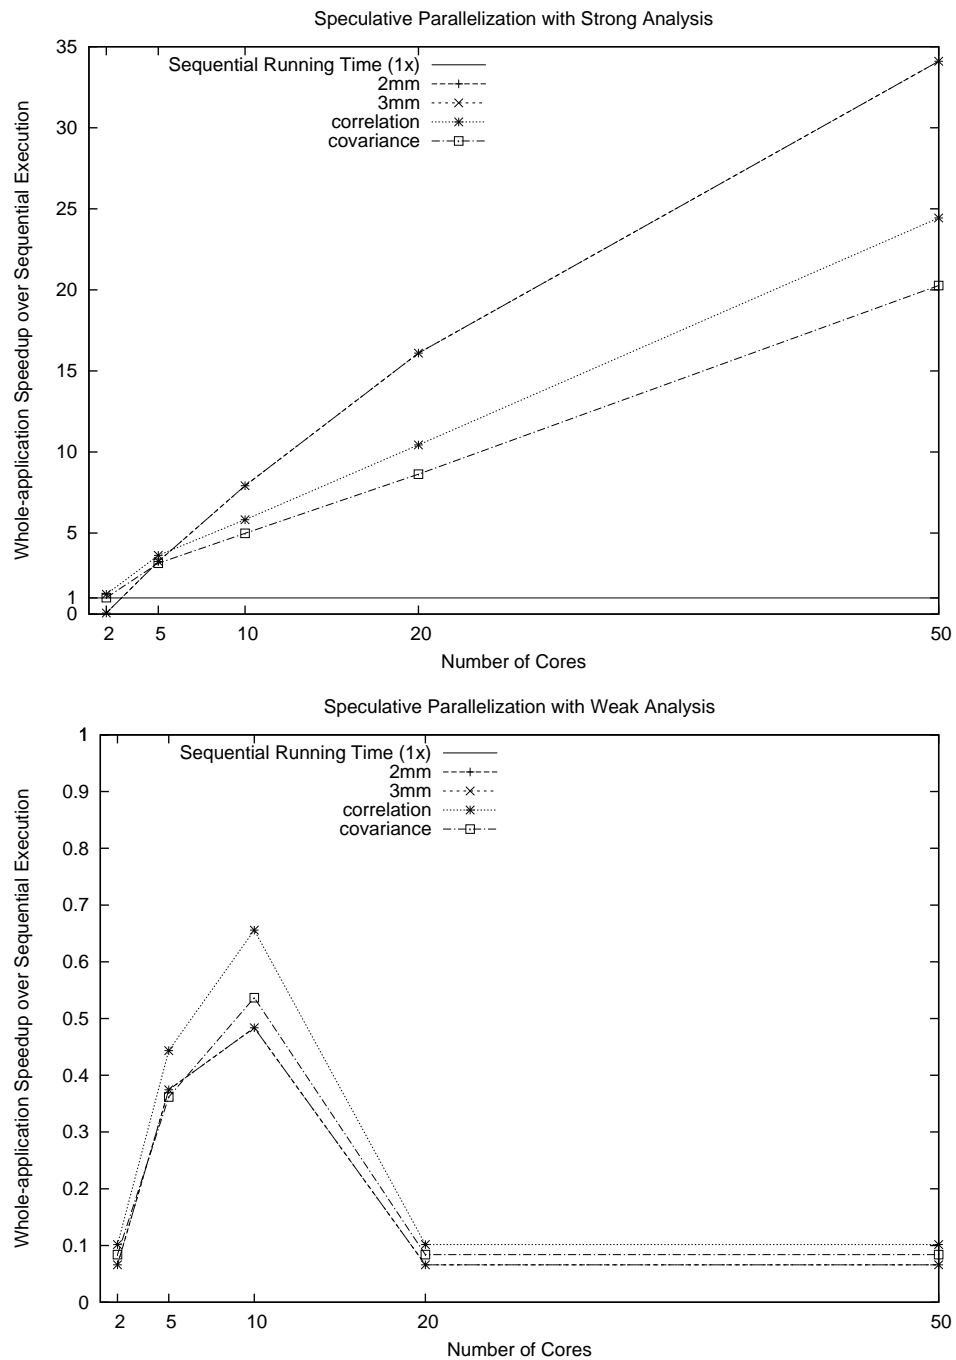 Speculative Parallelization with Strong Analysis
Whole-application Speedup over Sequential Execution
35
30
25
20
15
10
5
1
0
Sequential Running Time (1x)
2mm
3mm
correlation
covariance
2 5 10 20 50
Number of Cores
Speculative Parallelization with Weak Analysis
Whole-application Speedup over Sequential Execution
1
0.9
0.8
0.7
0.6
0.5
0.4
0.3
0.2
0.1
0
Sequential Running Time (1x)
2mm
3mm
correlation
covariance
2 5 10 20 50
Number of Cores